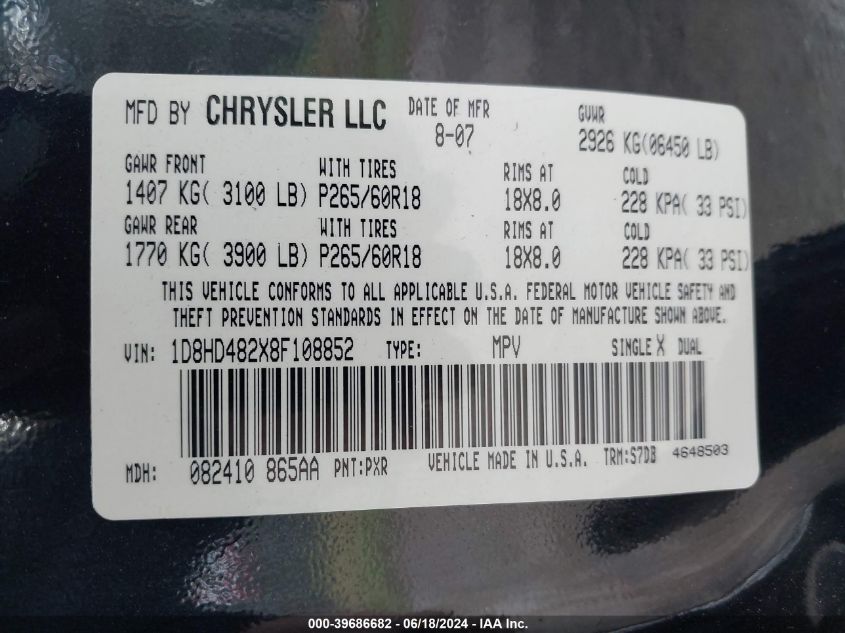 MFD BY CHRYSLER LLC DATE OF MFR GVWR
8-07 2926 KG(06450 LB)
GAWR FRONT WITH TIRES RIMS AT COLD
1407 KG( 3100 LB) P265/60R18 18X8.0 228 KPA( 33 PSI)
GAWR REAR WITH TIRES RIMS AT COLD
1770 KG( 3900 LB) P265/60R18 18X8.0 228 KPA( 33 PSI)
THIS VEHICLE CONFORMS TO ALL APPLICABLE U.S.A. FEDERAL MOTOR VEHICLE SAFETY AND
THEFT PREVENTION STANDARDS IN EFFECT ON THE DATE OF MANUFACTURE SHOWN ABOVE.
VIN: 1D8HD482X8F108852 TYPE: MPV SINGLE X DUAL
MDH: 082410 865AA PNT:PXR VEHICLE MADE IN U.S.A. TRM:S7DB 4648503
000-39686682 / 06/18/2024 - IAA Inc.